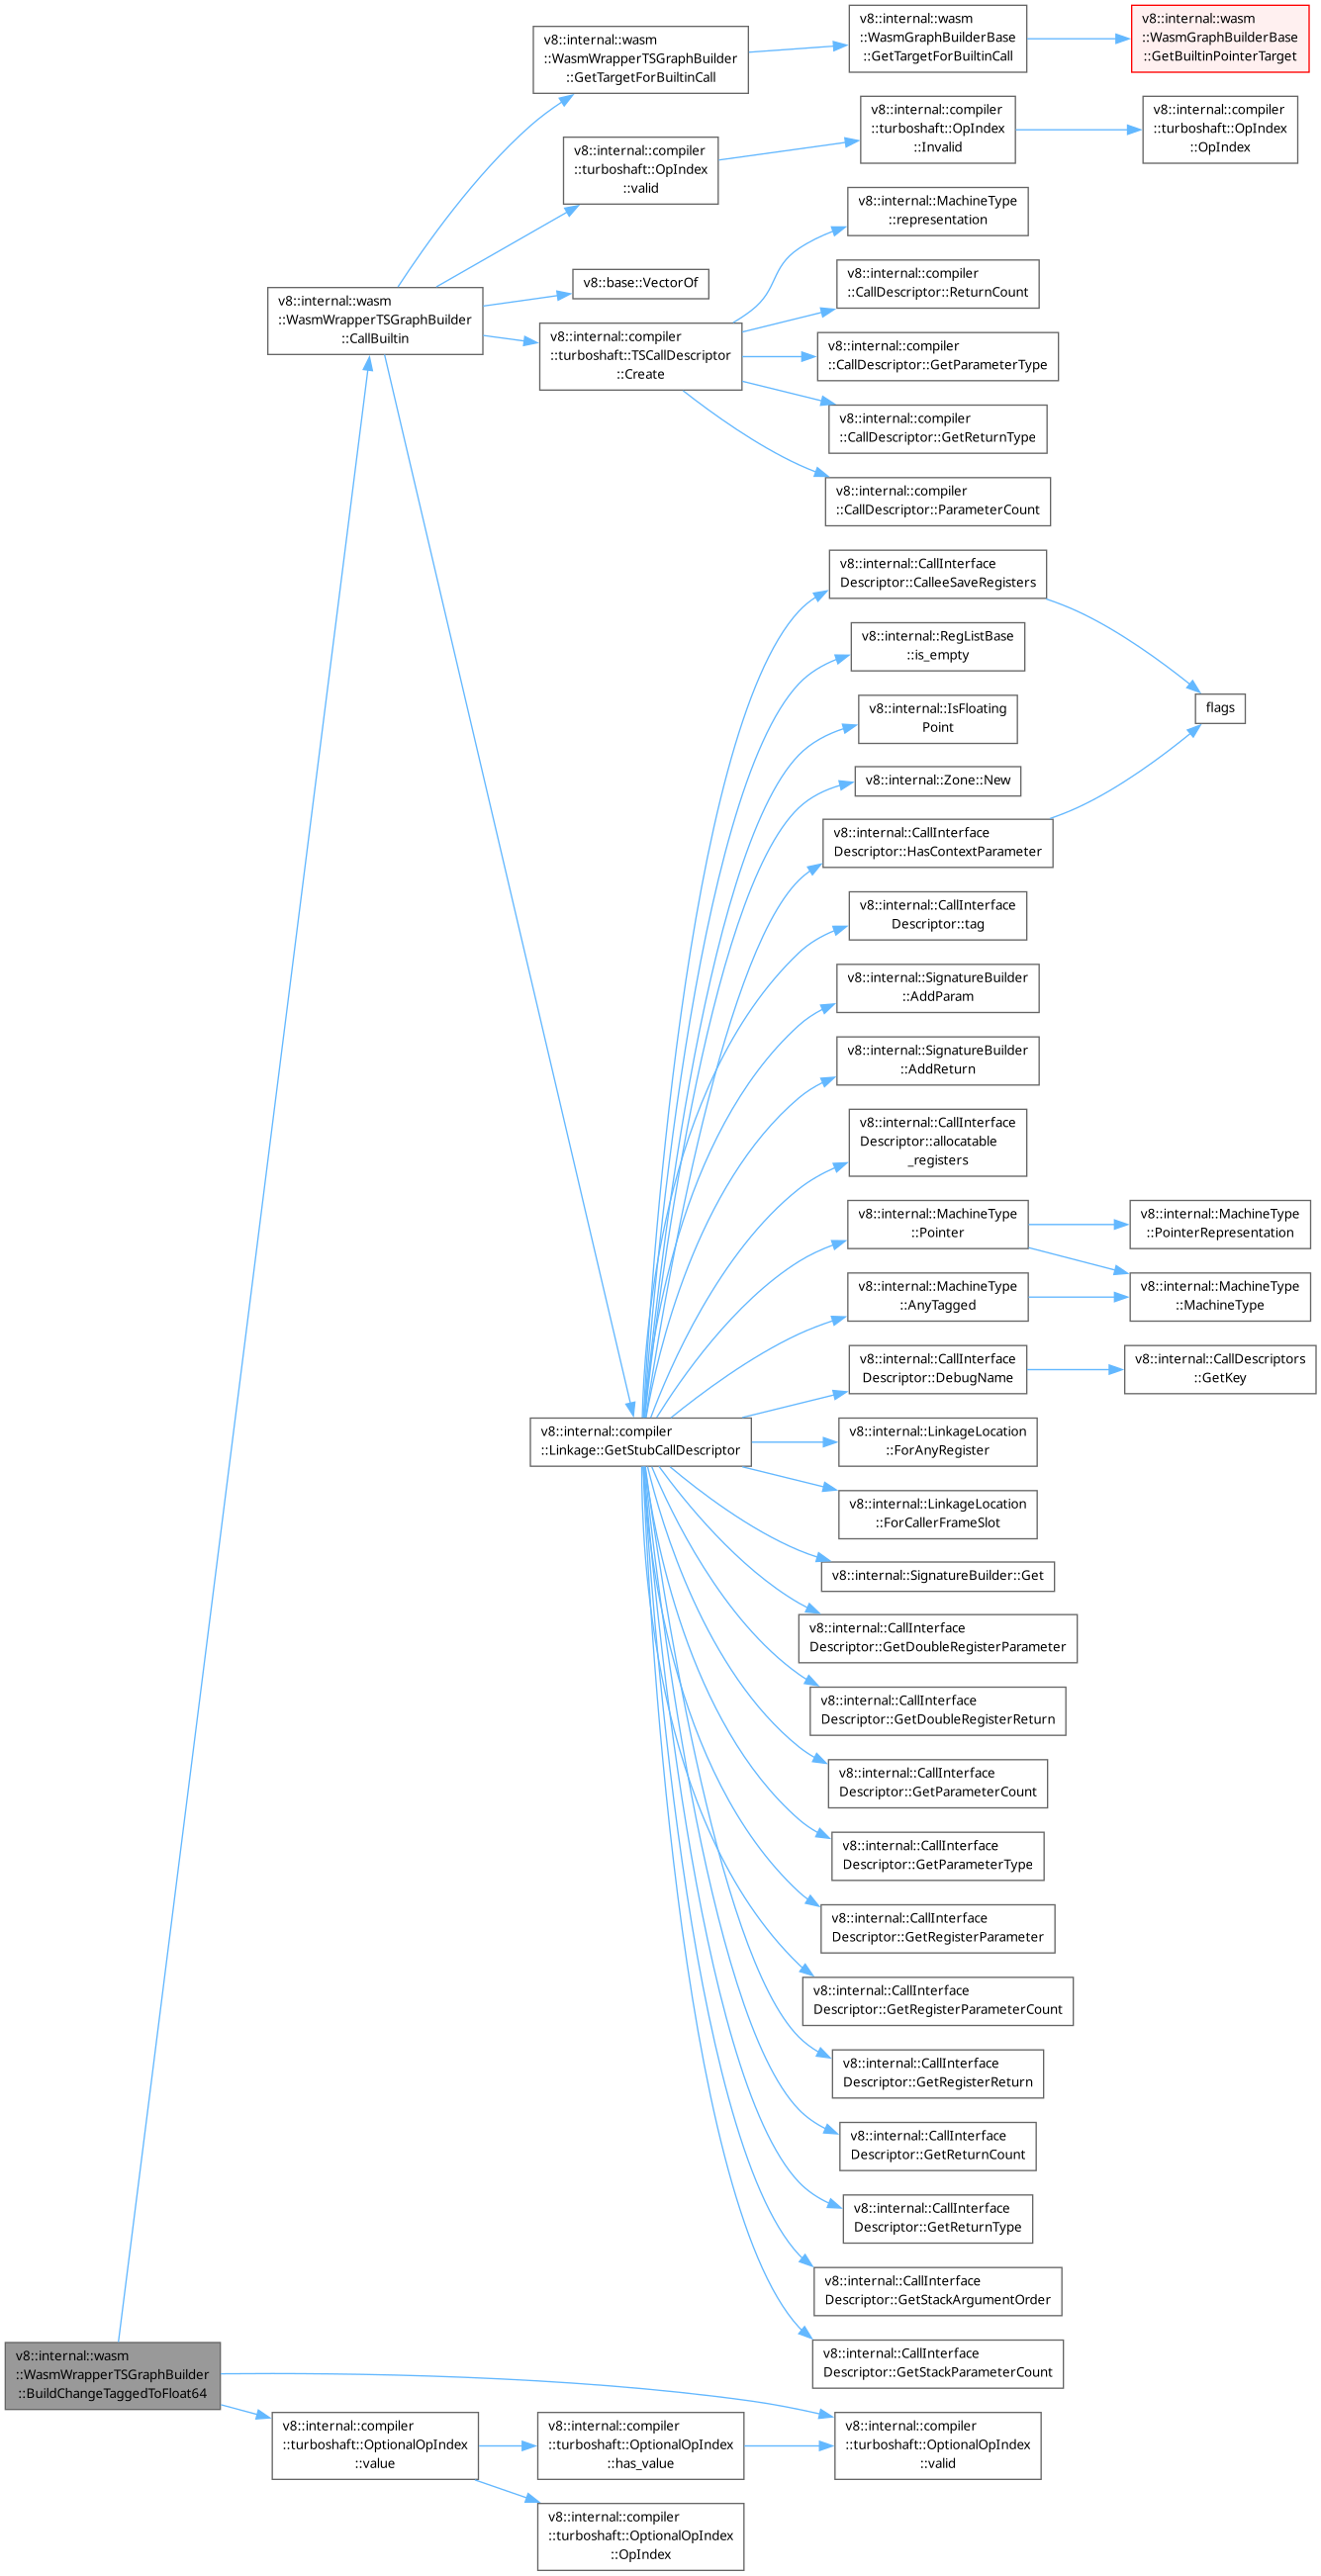 v8::internal::wasm
::WasmWrapperTSGraphBuilder
::GetTargetForBuiltinCall
v8::internal::wasm
::WasmGraphBuilderBase
::GetTargetForBuiltinCall
v8::internal::wasm
::WasmGraphBuilderBase
::GetBuiltinPointerTarget
v8::internal::compiler
::turboshaft::OpIndex
::valid
v8::internal::compiler
::turboshaft::OpIndex
::Invalid
v8::internal::compiler
::turboshaft::OpIndex
::OpIndex
v8::internal::MachineType
::representation
v8::internal::wasm
::WasmWrapperTSGraphBuilder
::CallBuiltin
v8::base::VectorOf
v8::internal::compiler
::CallDescriptor::ReturnCount
v8::internal::compiler
::turboshaft::TSCallDescriptor
::Create
v8::internal::compiler
::CallDescriptor::GetParameterType
v8::internal::compiler
::CallDescriptor::GetReturnType
v8::internal::compiler
::CallDescriptor::ParameterCount
v8::internal::CallInterface
Descriptor::CalleeSaveRegisters
v8::internal::RegListBase
::is_empty
v8::internal::IsFloating
Point
flags
v8::internal::Zone::New
v8::internal::CallInterface
Descriptor::HasContextParameter
v8::internal::CallInterface
Descriptor::tag
v8::internal::SignatureBuilder
::AddParam
v8::internal::SignatureBuilder
::AddReturn
v8::internal::CallInterface
Descriptor::allocatable
_registers
v8::internal::MachineType
::Pointer
v8::internal::MachineType
::PointerRepresentation
v8::internal::MachineType
::AnyTagged
v8::internal::MachineType
::MachineType
v8::internal::CallInterface
Descriptor::DebugName
v8::internal::CallDescriptors
::GetKey
v8::internal::compiler
::Linkage::GetStubCallDescriptor
v8::internal::LinkageLocation
::ForAnyRegister
v8::internal::LinkageLocation
::ForCallerFrameSlot
v8::internal::SignatureBuilder::Get
v8::internal::CallInterface
Descriptor::GetDoubleRegisterParameter
v8::internal::CallInterface
Descriptor::GetDoubleRegisterReturn
v8::internal::CallInterface
Descriptor::GetParameterCount
v8::internal::CallInterface
Descriptor::GetParameterType
v8::internal::CallInterface
Descriptor::GetRegisterParameter
v8::internal::CallInterface
Descriptor::GetRegisterParameterCount
v8::internal::CallInterface
Descriptor::GetRegisterReturn
v8::internal::CallInterface
Descriptor::GetReturnCount
v8::internal::CallInterface
Descriptor::GetReturnType
v8::internal::CallInterface
Descriptor::GetStackArgumentOrder
v8::internal::CallInterface
Descriptor::GetStackParameterCount
v8::internal::wasm
::WasmWrapperTSGraphBuilder
::BuildChangeTaggedToFloat64
v8::internal::compiler
::turboshaft::OptionalOpIndex
::value
v8::internal::compiler
::turboshaft::OptionalOpIndex
::has_value
v8::internal::compiler
::turboshaft::OptionalOpIndex
::valid
v8::internal::compiler
::turboshaft::OptionalOpIndex
::OpIndex